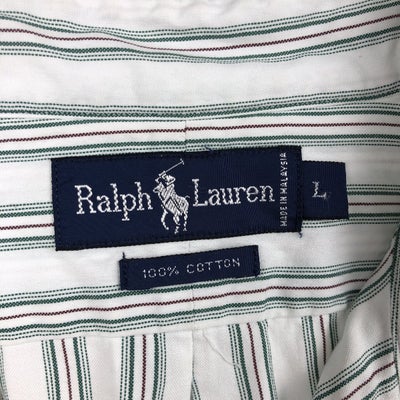 Ralph Lauren
MADE IN MALAYSIA
L
100% COTTON